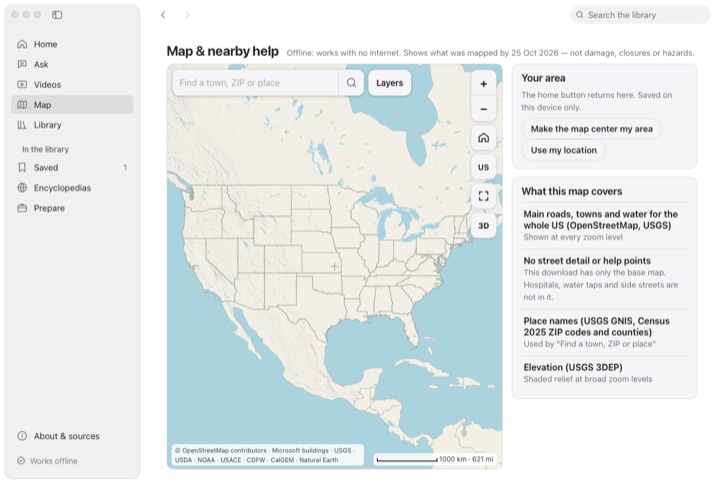 Search the library
Home
Ask
Videos
Map
Library
In the library
Saved 1
Encyclopedias
Prepare
About & sources
Works offline
Map & nearby help Offline: works with no internet. Shows what was mapped by 25 Oct 2026 — not damage, closures or hazards.
Find a town, ZIP or place
Layers
+
−
US
3D
© OpenStreetMap contributors · Microsoft buildings · USGS ·
USDA · NOAA · USACE · CDFW · CalGEM · Natural Earth
1000 km · 621 mi
Your area
The home button returns here. Saved on
this device only.
Make the map center my area
Use my location
What this map covers
Main roads, towns and water for the
whole US (OpenStreetMap, USGS)
Shown at every zoom level
No street detail or help points
This download has only the base map.
Hospitals, water taps and side streets are
not in it.
Place names (USGS GNIS, Census
2025 ZIP codes and counties)
Used by "Find a town, ZIP or place"
Elevation (USGS 3DEP)
Shaded relief at broad zoom levels